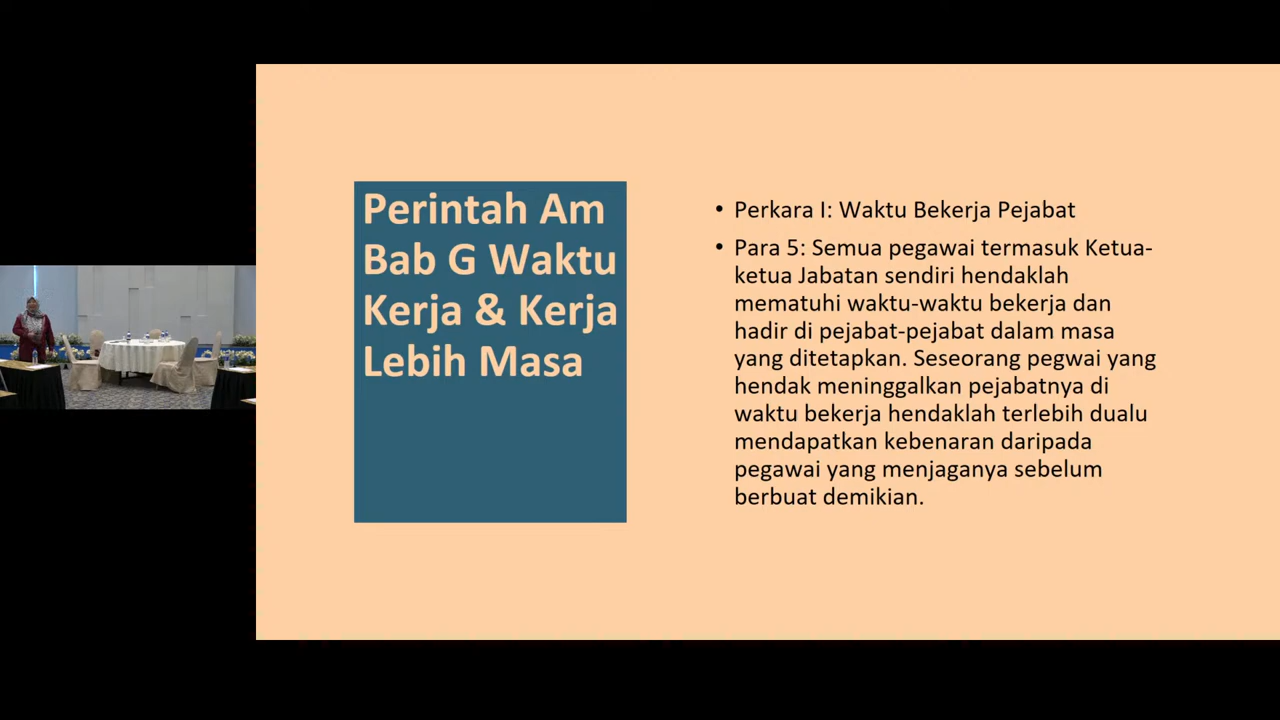 Perintah Am
Bab G Waktu
Kerja & Kerja
Lebih Masa
• Perkara I: Waktu Bekerja Pejabat
• Para 5: Semua pegawai termasuk Ketua-
ketua Jabatan sendiri hendaklah
mematuhi waktu-waktu bekerja dan
hadir di pejabat-pejabat dalam masa
yang ditetapkan. Seseorang pegwai yang
hendak meninggalkan pejabatnya di
waktu bekerja hendaklah terlebih dualu
mendapatkan kebenaran daripada
pegawai yang menjaganya sebelum
berbuat demikian.